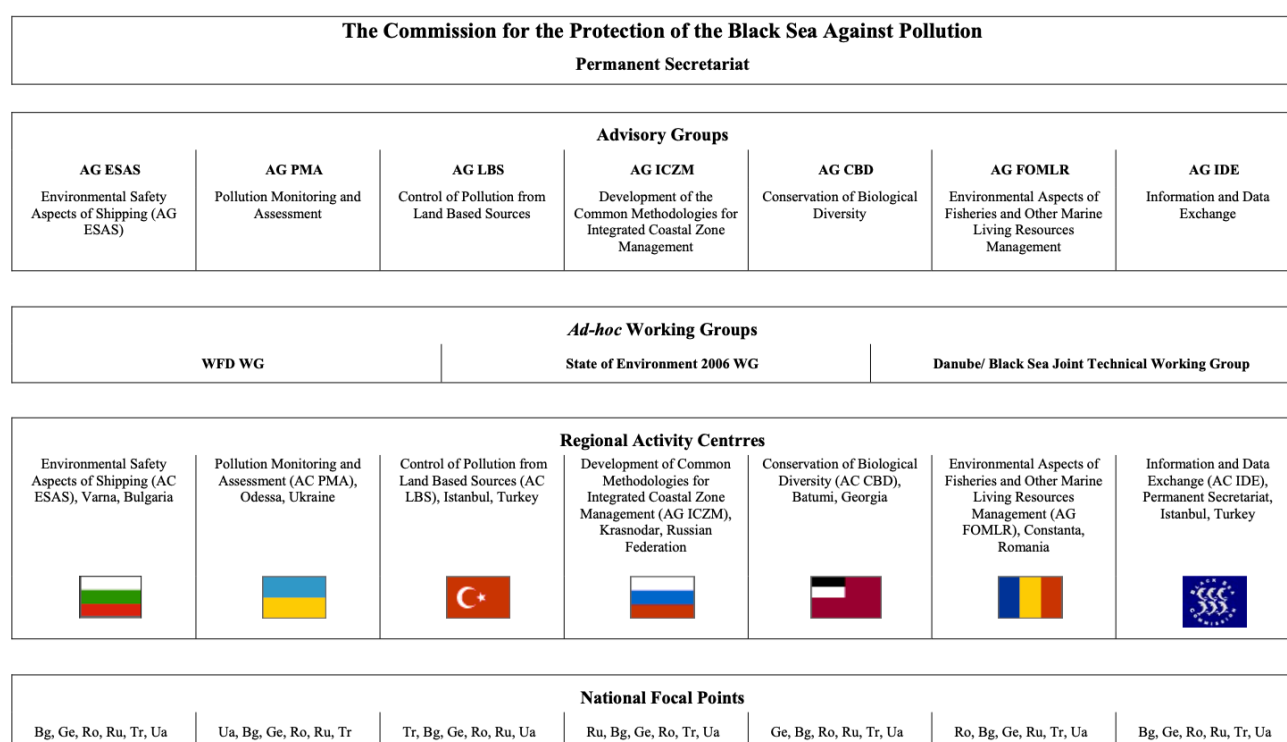 The Commission for the Protection of the Black Sea Against Pollution
Permanent Secretariat
Advisory Groups
AG ESAS
Environmental Safety
Aspects of Shipping (AG
ESAS)
AG PMA
Pollution Monitoring and
Assessment
AG LBS
Control of Pollution from
Land Based Sources
AG ICZM
Development of the
Common Methodologies for
Integrated Coastal Zone
Management
AG CBD
Conservation of Biological
Diversity
AG FOMLR
Environmental Aspects of
Fisheries and Other Marine
Living Resources
Management
AG IDE
Information and Data
Exchange
Ad-hoc Working Groups
WFD WG
State of Environment 2006 WG
Danube/ Black Sea Joint Technical Working Group
Regional Activity Centrres
Environmental Safety
Aspects of Shipping (AC
ESAS), Varna, Bulgaria
Pollution Monitoring and
Assessment (AC PMA),
Odessa, Ukraine
Control of Pollution from
Land Based Sources (AC
LBS), Istanbul, Turkey
Development of Common
Methodologies for
Integrated Coastal Zone
Management (AG ICZM),
Krasnodar, Russian
Federation
Conservation of Biological
Diversity (AC CBD),
Batumi, Georgia
Environmental Aspects of
Fisheries and Other Marine
Living Resources
Management (AG
FOMLR), Constanta,
Romania
Information and Data
Exchange (AC IDE),
Permanent Secretariat,
Istanbul, Turkey
BLACK SEA
COMMISSION
National Focal Points
Bg, Ge, Ro, Ru, Tr, Ua
Ua, Bg, Ge, Ro, Ru, Tr
Tr, Bg, Ge, Ro, Ru, Ua
Ru, Bg, Ge, Ro, Tr, Ua
Ge, Bg, Ro, Ru, Tr, Ua
Ro, Bg, Ge, Ru, Tr, Ua
Bg, Ge, Ro, Ru, Tr, Ua